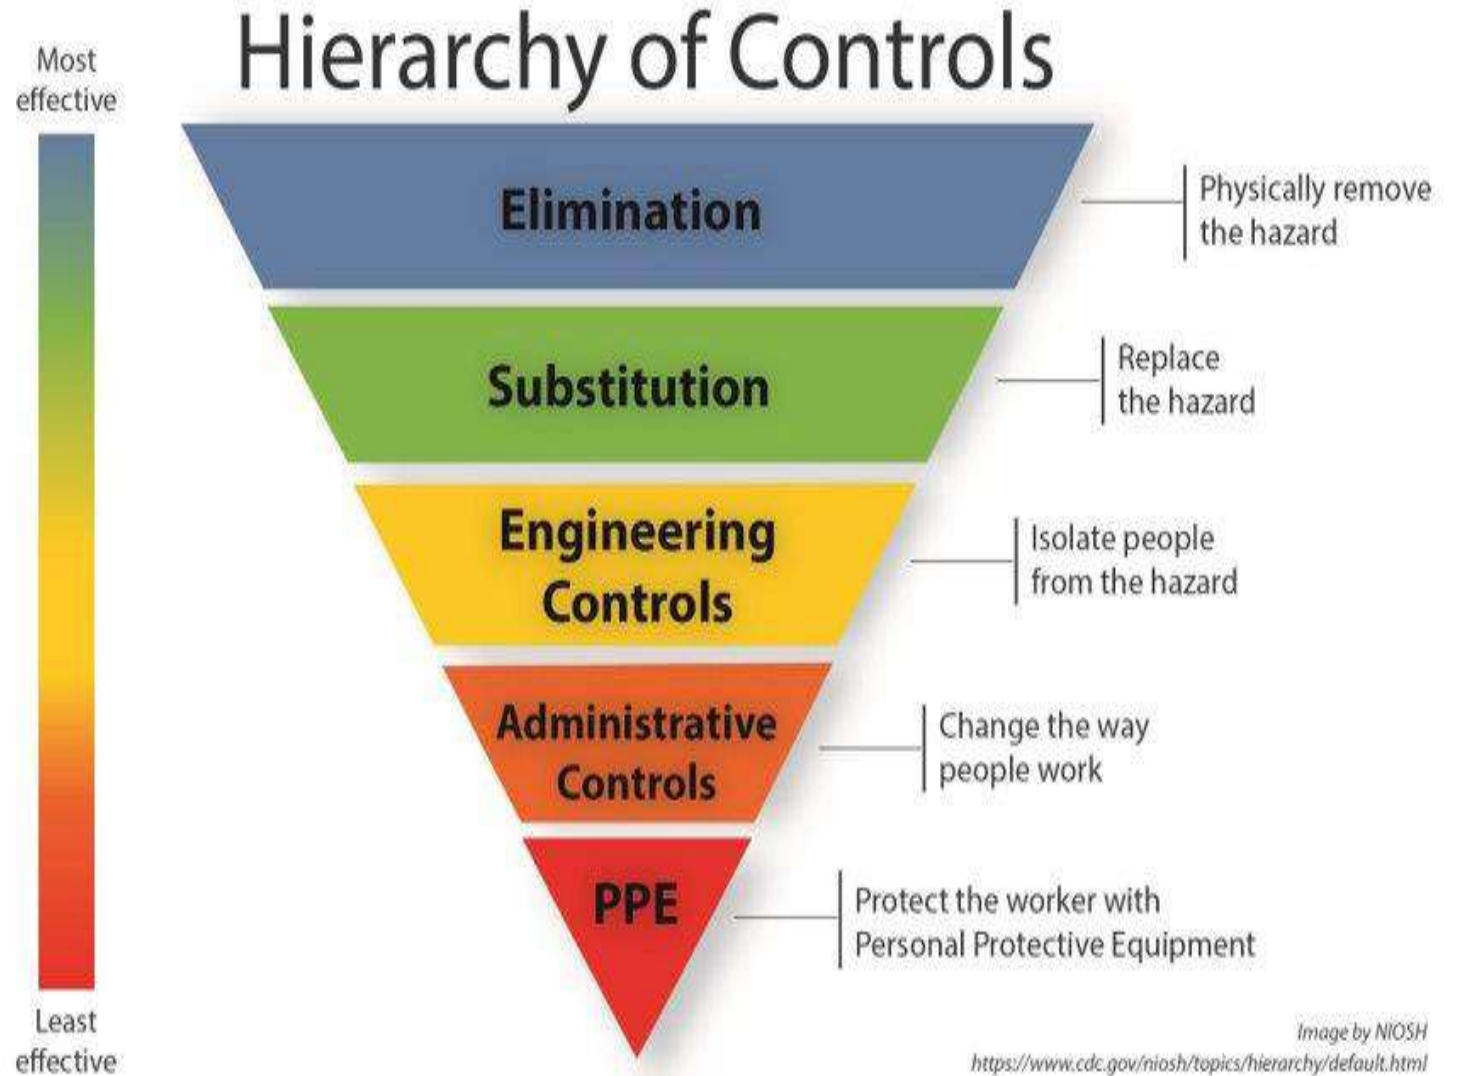 Hierarchy of Controls
Most
effective
Elimination
Physically remove
the hazard
Substitution
Replace
the hazard
Engineering
Controls
Isolate people
from the hazard
Administrative
Controls
Change the way
people work
PPE
Protect the worker with
Personal Protective Equipment
Least
effective
Image by NIOSH
https://www.cdc.gov/niosh/topics/hierarchy/default.html